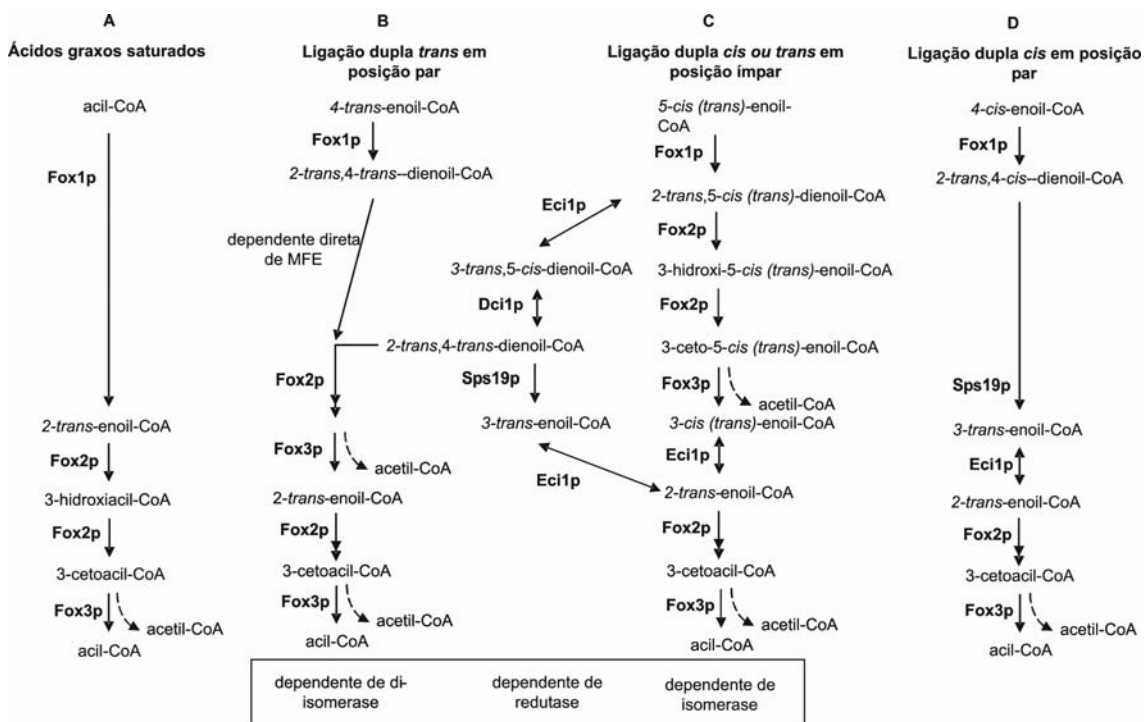 A
Ácidos graxos saturados
acil-CoA
Fox1p
2-trans-enoil-CoA
Fox2p
3-hidroxiacil-CoA
Fox2p
3-cetoacil-CoA
Fox3p
acetil-CoA
acil-CoA
B
Ligação dupla trans em
posição par
4-trans-enoil-CoA
Fox1p
2-trans,4-trans--dienoil-CoA
dependente direta
de MFE
Fox2p
Fox3p
acetil-CoA
2-trans-enoil-CoA
Fox2p
3-cetoacil-CoA
Fox3p
acetil-CoA
acil-CoA
Eci1p
3-trans,5-cis-dienoil-CoA
Dci1p
2-trans,4-trans-dienoil-CoA
Sps19p
3-trans-enoil-CoA
Eci1p
C
Ligação dupla cis ou trans em
posição ímpar
5-cis (trans)-enoil-
CoA
Fox1p
2-trans,5-cis (trans)-dienoil-CoA
Fox2p
3-hidroxi-5-cis (trans)-enoil-CoA
Fox2p
3-ceto-5-cis (trans)-enoil-CoA
Fox3p
acetil-CoA
3-cis (trans)-enoil-CoA
Eci1p
2-trans-enoil-CoA
Fox2p
3-cetoacil-CoA
Fox3p
acetil-CoA
acil-CoA
D
Ligação dupla cis em posição
par
4-cis-enoil-CoA
Fox1p
2-trans,4-cis--dienoil-CoA
Sps19p
3-trans-enoil-CoA
Eci1p
2-trans-enoil-CoA
Fox2p
3-cetoacil-CoA
Fox3p
acetil-CoA
acil-CoA
dependente de di-
isomerase
dependente de
redutase
dependente de
isomerase